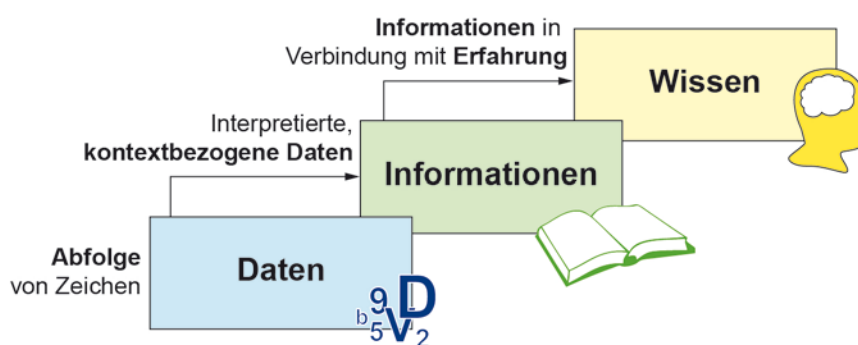 Informationen in
Verbindung mit Erfahrung
Wissen
Interpretierte,
kontextbezogene Daten
Informationen
Abfolge
von Zeichen
Daten
b 9 D
5 V 2